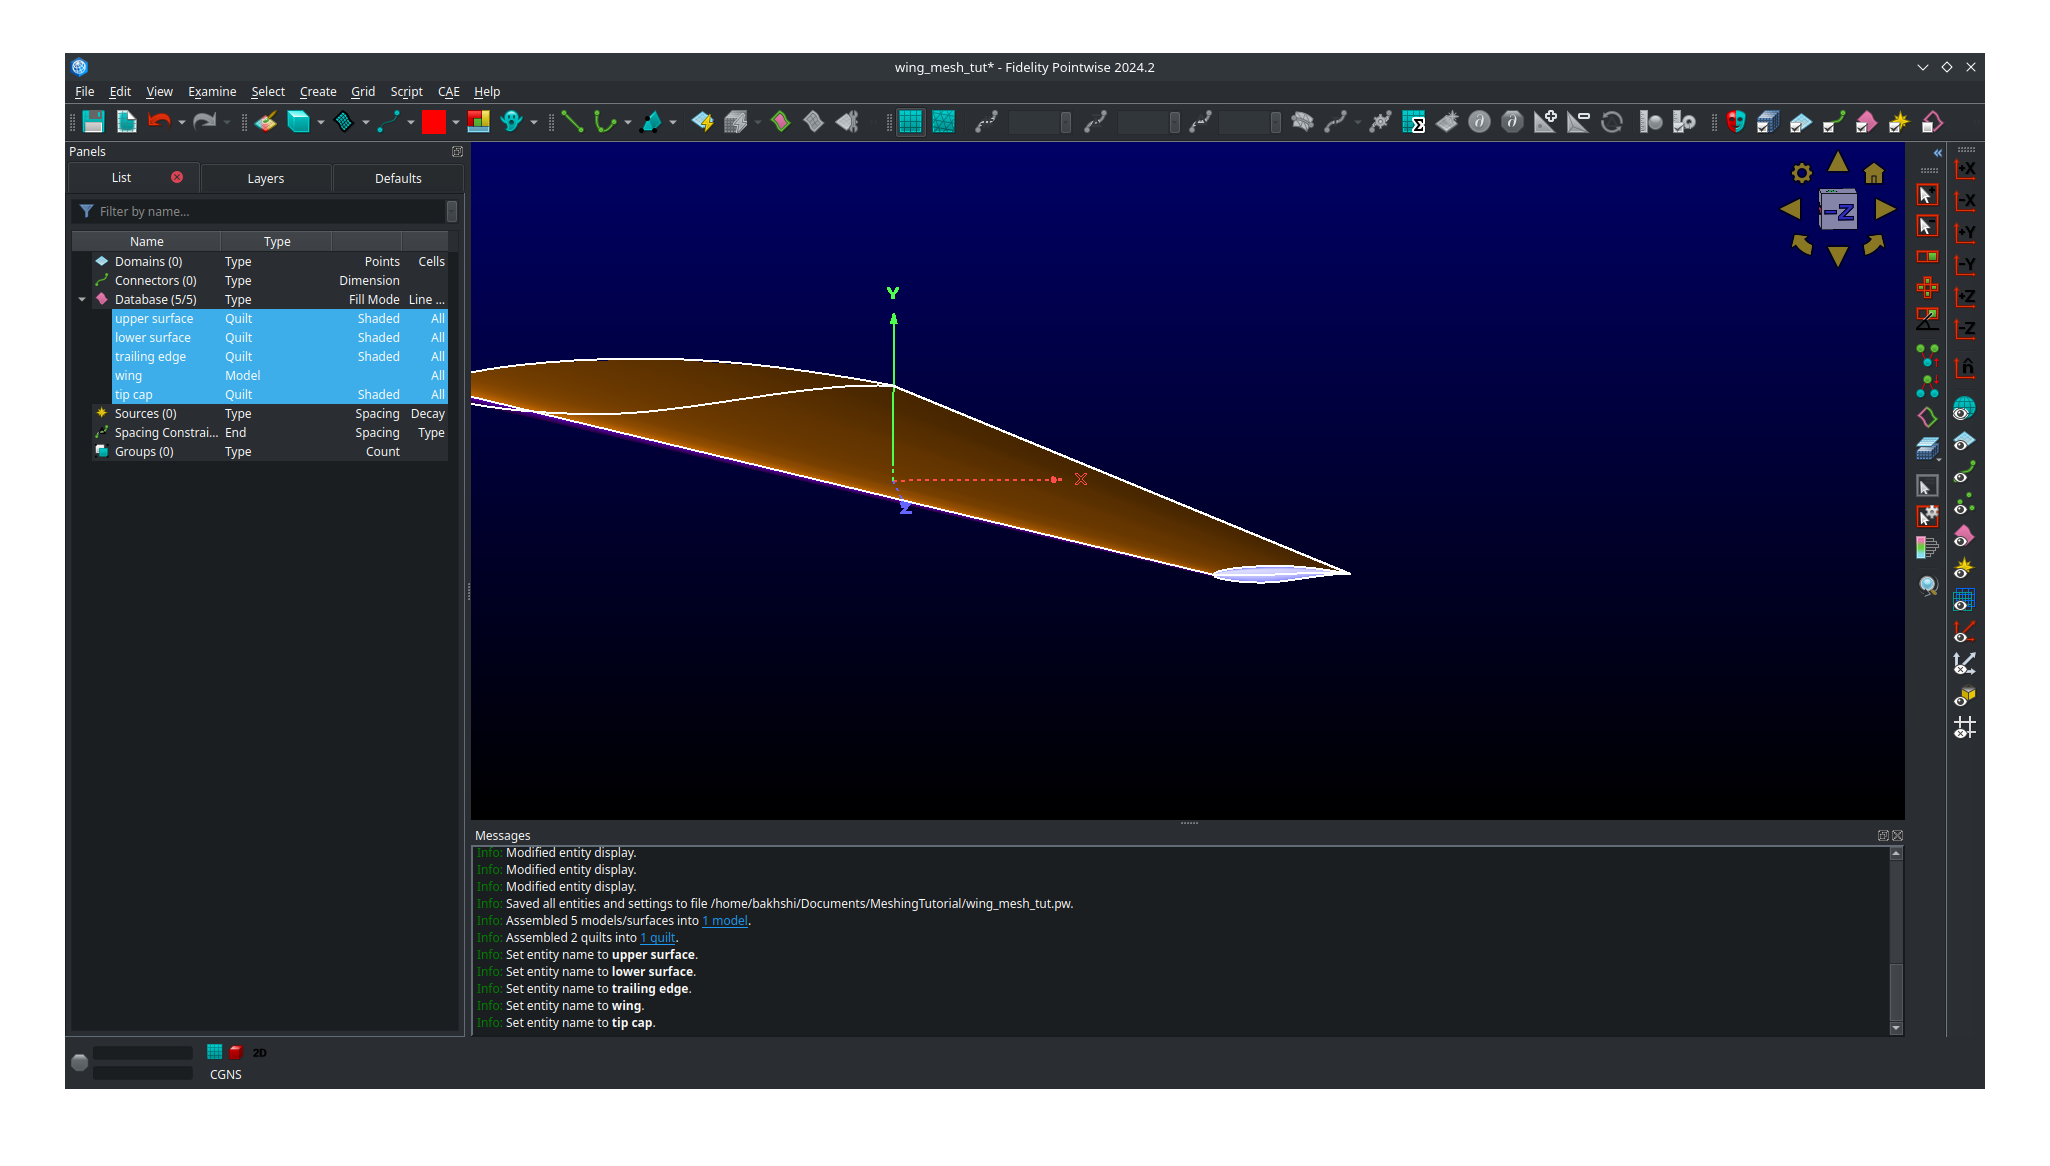 wing_mesh_tut* - Fidelity Pointwise 2024.2
File Edit View Examine Select Create Grid Script CAE Help
Panels
List Layers Defaults
Filter by name...
Name Type
Domains (0) Type Points Cells
Connectors (0) Type Dimension
Database (5/5) Type Fill Mode Line ...
upper surface Quilt Shaded All
lower surface Quilt Shaded All
trailing edge Quilt Shaded All
wing Model All
tip cap Quilt Shaded All
Sources (0) Type Spacing Decay
Spacing Constrai... End Spacing Type
Groups (0) Type Count
Y
X
Z
-Z
+X
-X
+Y
-Y
+Z
-Z
n̂
Messages
Info: Modified entity display.
Info: Modified entity display.
Info: Modified entity display.
Info: Saved all entities and settings to file /home/bakhshi/Documents/MeshingTutorial/wing_mesh_tut.pw.
Info: Assembled 5 models/surfaces into 1 model.
Info: Assembled 2 quilts into 1 quilt.
Info: Set entity name to upper surface.
Info: Set entity name to lower surface.
Info: Set entity name to trailing edge.
Info: Set entity name to wing.
Info: Set entity name to tip cap.
2D
CGNS